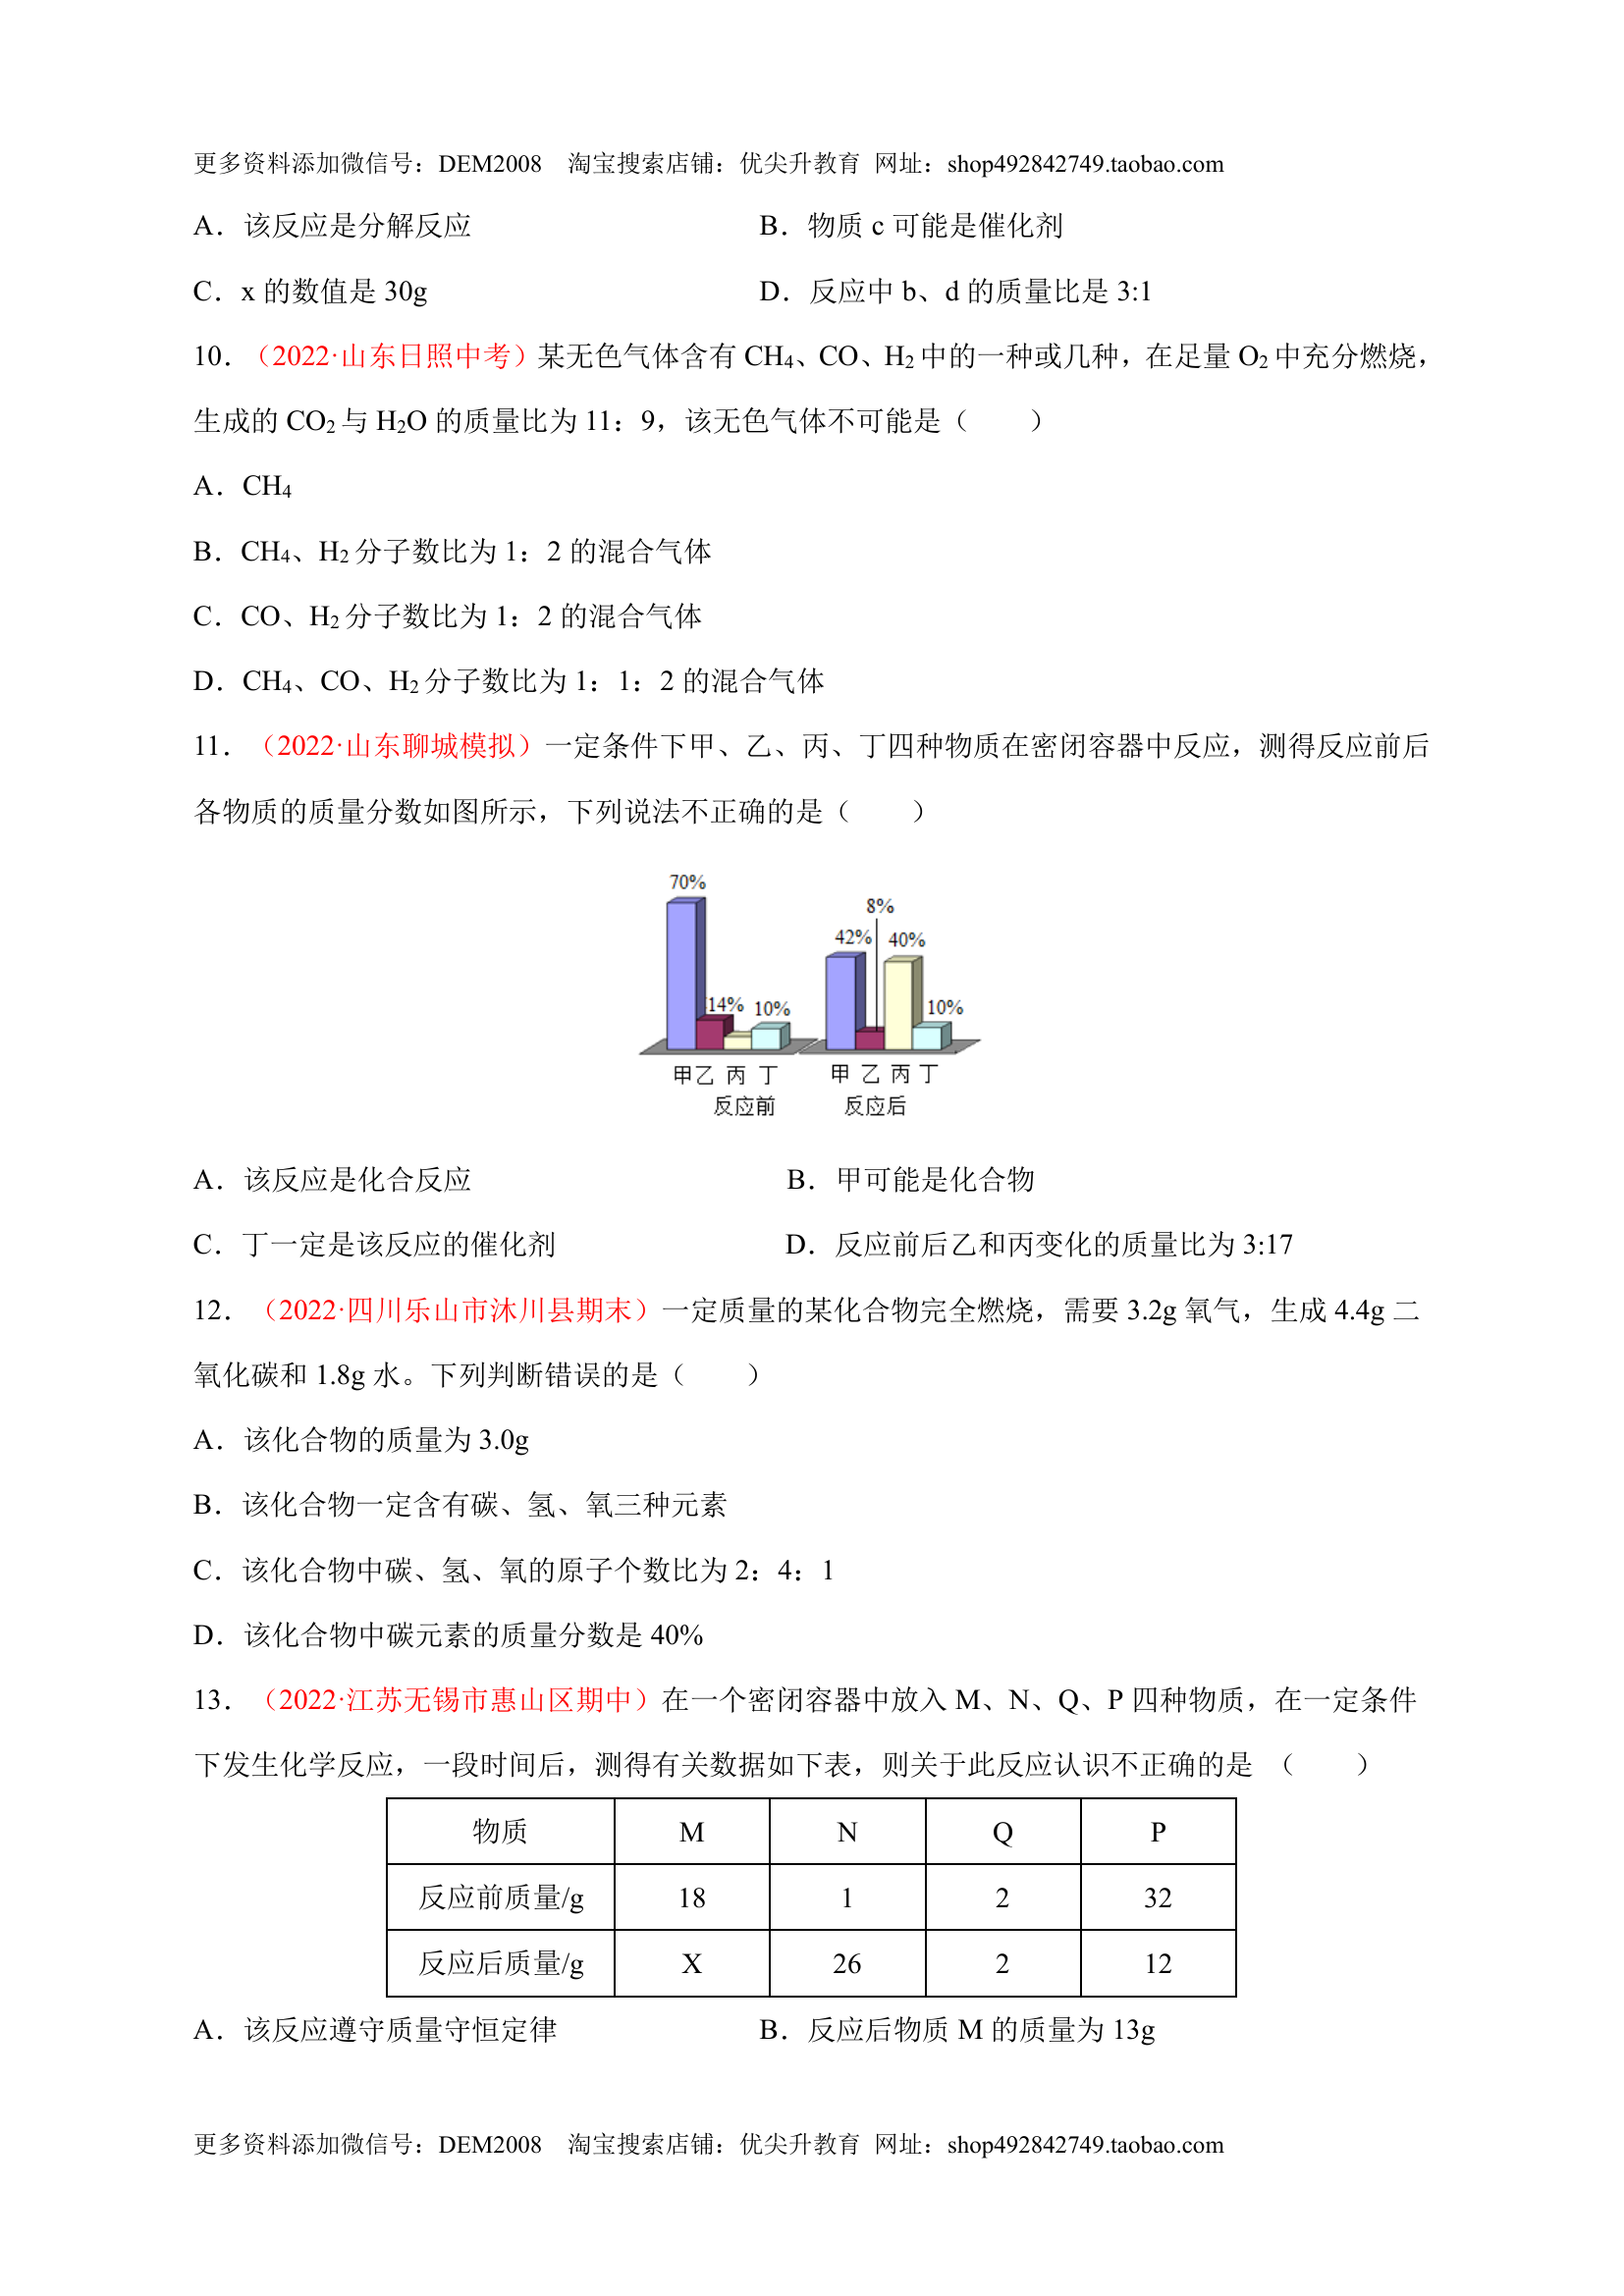 更多资料添加微信号：DEM2008 淘宝搜索店铺：优尖升教育 网址：shop492842749.taobao.com
A．该反应是分解反应 B．物质 c 可能是催化剂
C．x 的数值是 30g D．反应中 b、d 的质量比是 3:1
10．（2022·山东日照中考）某无色气体含有 CH₄、CO、H₂ 中的一种或几种，在足量 O₂ 中充分燃烧，
生成的 CO₂ 与 H₂O 的质量比为 11：9，该无色气体不可能是（　　）
A．CH₄
B．CH₄、H₂ 分子数比为 1：2 的混合气体
C．CO、H₂ 分子数比为 1：2 的混合气体
D．CH₄、CO、H₂ 分子数比为 1：1：2 的混合气体
11．（2022·山东聊城模拟）一定条件下甲、乙、丙、丁四种物质在密闭容器中反应，测得反应前后
各物质的质量分数如图所示，下列说法不正确的是（　　）
70%
8%
42% 40%
14% 10% 10%
甲 乙 丙 丁 甲 乙 丙 丁
反应前 反应后
A．该反应是化合反应 B．甲可能是化合物
C．丁一定是该反应的催化剂 D．反应前后乙和丙变化的质量比为 3:17
12．（2022·四川乐山市沐川县期末）一定质量的某化合物完全燃烧，需要 3.2g 氧气，生成 4.4g 二
氧化碳和 1.8g 水。下列判断错误的是（　　）
A．该化合物的质量为 3.0g
B．该化合物一定含有碳、氢、氧三种元素
C．该化合物中碳、氢、氧的原子个数比为 2：4：1
D．该化合物中碳元素的质量分数是 40%
13．（2022·江苏无锡市惠山区期中）在一个密闭容器中放入 M、N、Q、P 四种物质，在一定条件
下发生化学反应，一段时间后，测得有关数据如下表，则关于此反应认识不正确的是 （　　）
物质 M N Q P
反应前质量/g 18 1 2 32
反应后质量/g X 26 2 12
A．该反应遵守质量守恒定律 B．反应后物质 M 的质量为 13g
更多资料添加微信号：DEM2008 淘宝搜索店铺：优尖升教育 网址：shop492842749.taobao.com